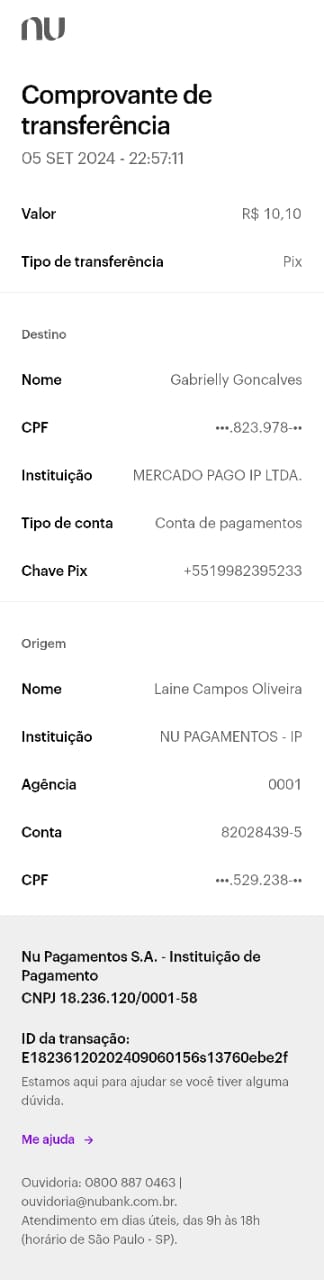 nu
Comprovante de
transferência
05 SET 2024 - 22:57:11
Valor R$ 10,10
Tipo de transferência Pix
Destino
Nome Gabrielly Goncalves
CPF •••.823.978-••
Instituição MERCADO PAGO IP LTDA.
Tipo de conta Conta de pagamentos
Chave Pix +5519982395233
Origem
Nome Laine Campos Oliveira
Instituição NU PAGAMENTOS - IP
Agência 0001
Conta 82028439-5
CPF •••.529.238-••
Nu Pagamentos S.A. - Instituição de
Pagamento
CNPJ 18.236.120/0001-58
ID da transação:
E18236120202409060156s13760ebe2f
Estamos aqui para ajudar se você tiver alguma
dúvida.
Me ajuda →
Ouvidoria: 0800 887 0463 |
ouvidoria@nubank.com.br.
Atendimento em dias úteis, das 9h às 18h
(horário de São Paulo - SP).